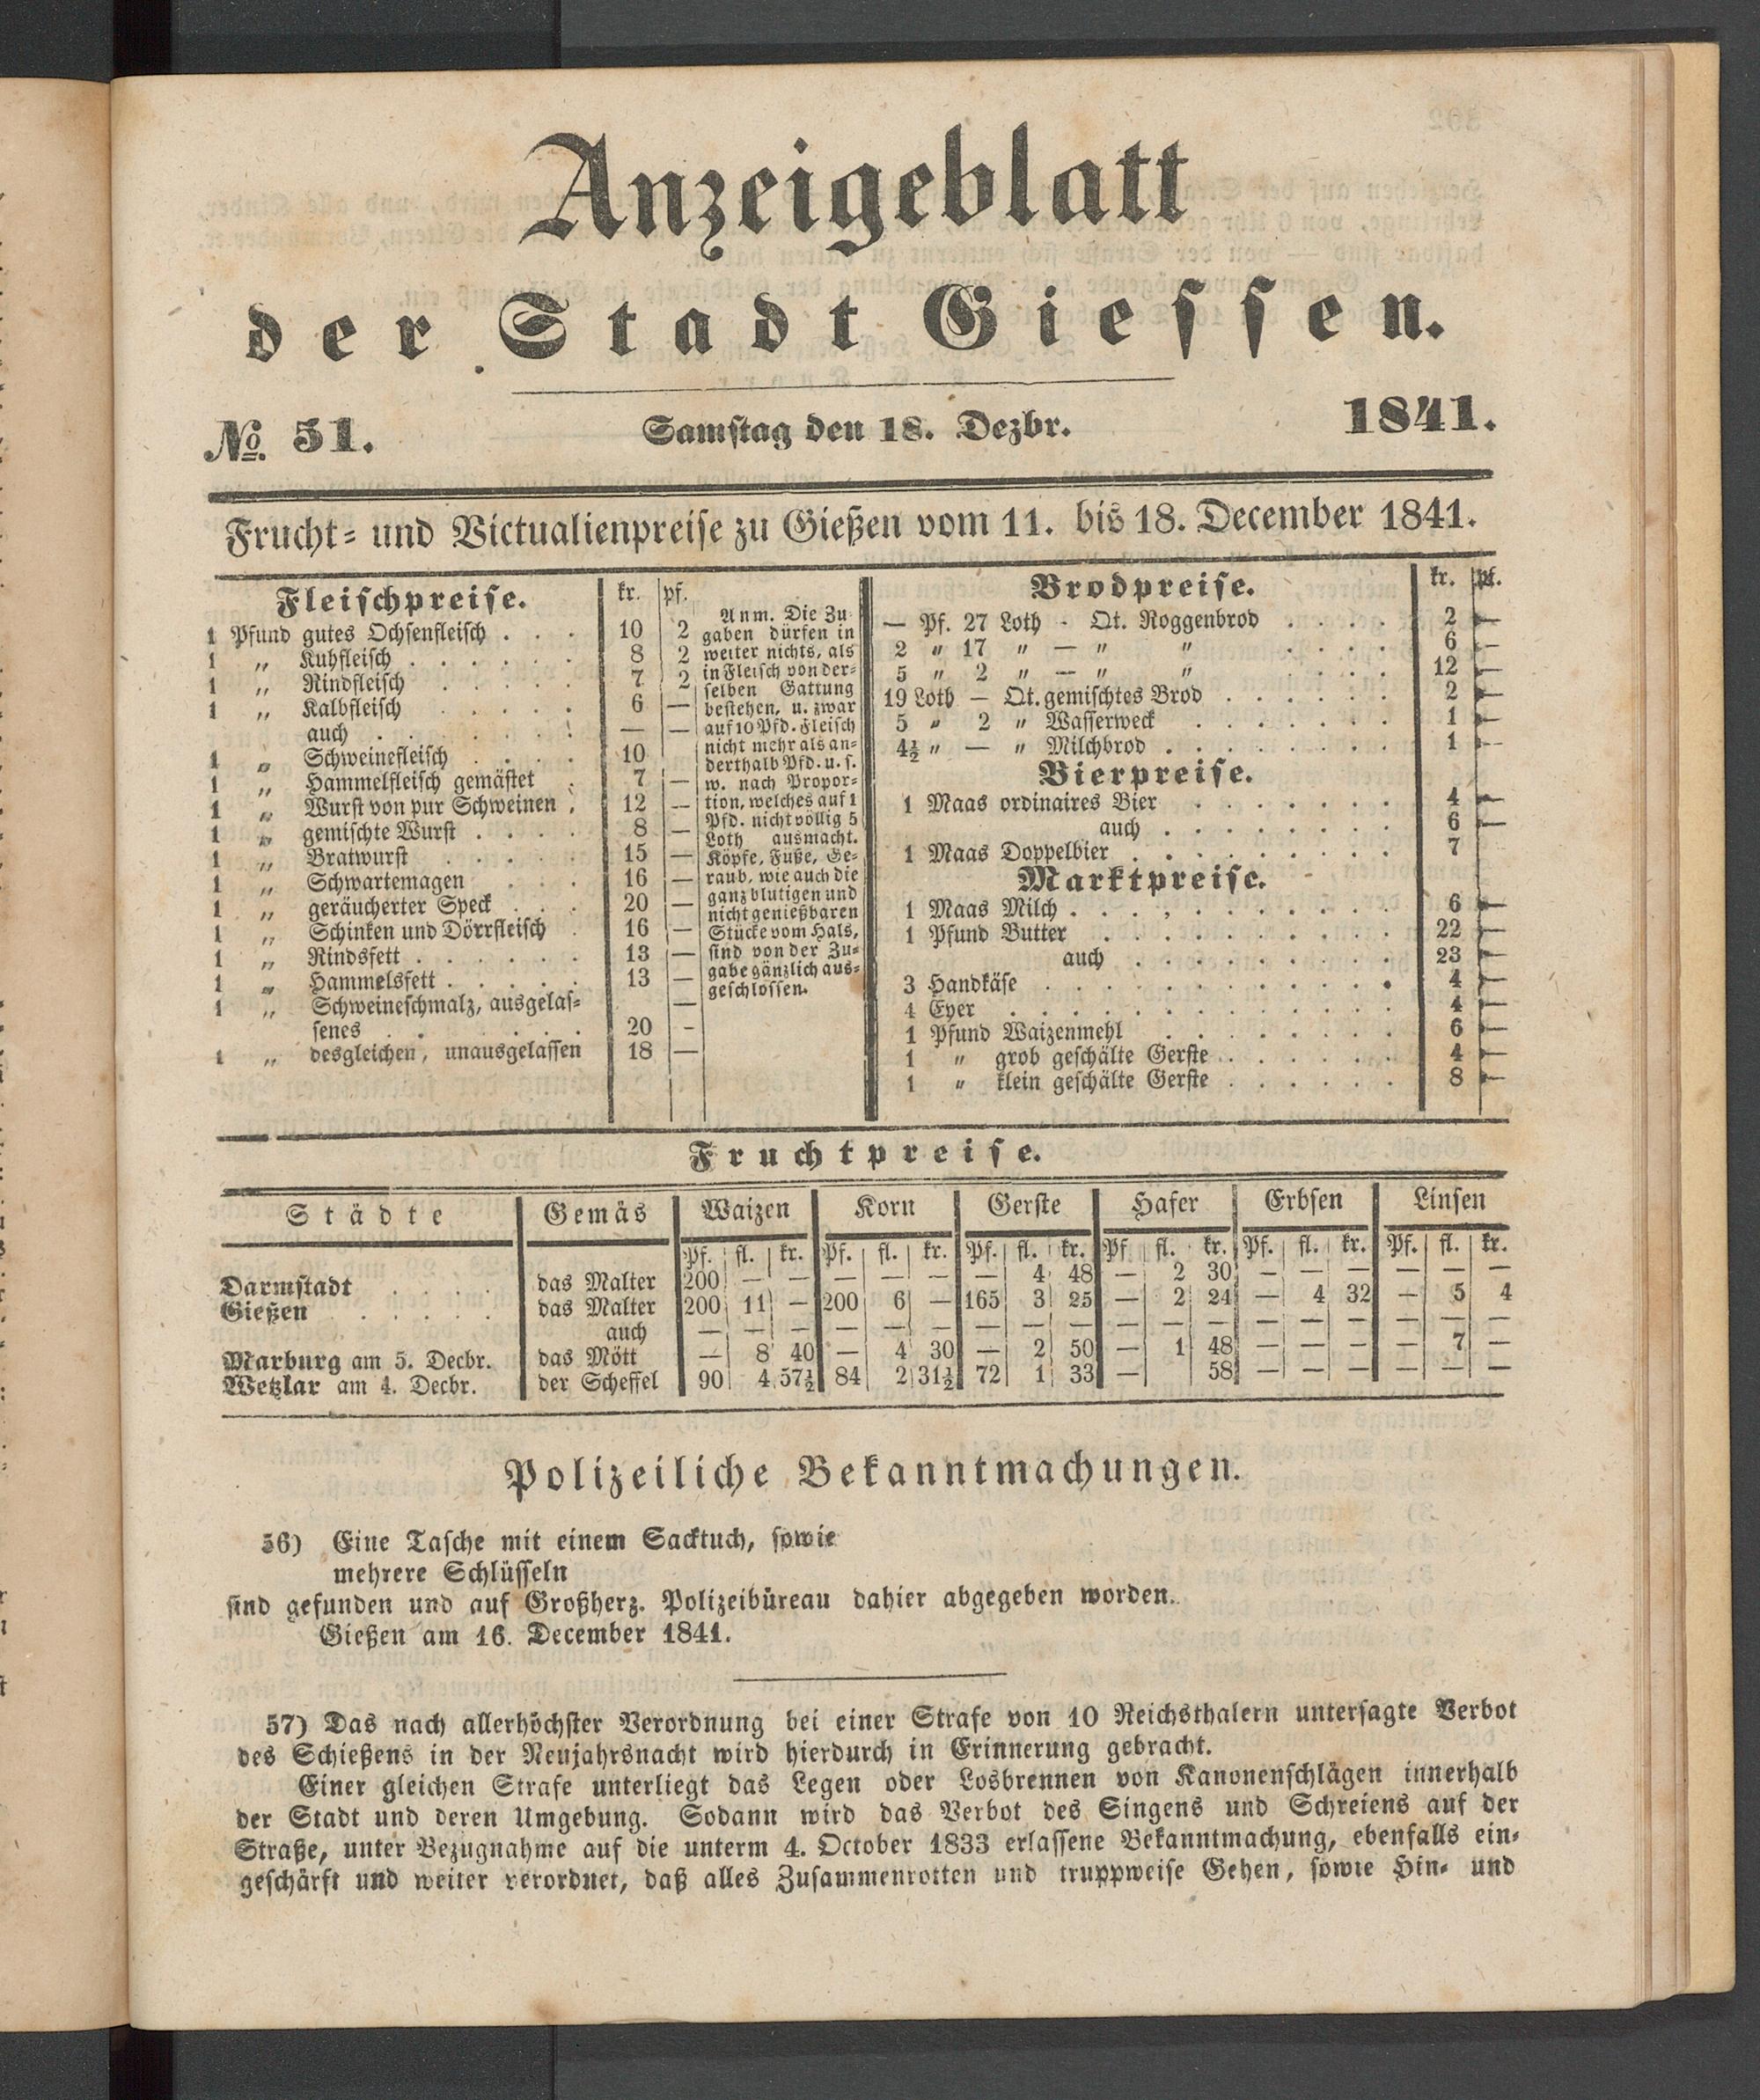 Anzeigeblatt
der Stadt Giessen.
No. 51. Samstag den 18. Dezbr. 1841.
Frucht- und Victualienpreise zu Gießen vom 11. bis 18. December 1841.
Fleischpreise. kr. pf.
1 Pfund gutes Ochsenfleisch . . . 10 2
1 „ Kuhfleisch . . . . . . 8 2
1 „ Rindfleisch . . . . . 7 2
1 „ Kalbfleisch . . . . . 6 —
auch . . . . . . — —
1 „ Schweinefleisch . . . . 10
1 „ Hammelfleisch gemästet . 7 —
1 „ Wurst von pur Schweinen . 12 —
1 „ gemischte Wurst . . . . 8 —
1 „ Bratwurst . . . . . 15 —
1 „ Schwartemagen . . . 16 —
1 „ geräucherter Speck . . . 20 —
1 „ Schinken und Dörrfleisch . 16 —
1 „ Rindsfett . . . . . . 13 —
1 „ Hammelsfett . . . . . 13 —
1 „ Schweineschmalz, ausgelas= —
senes . . . . . . 20 -
1 „ desgleichen, unausgelassen 18 —
Anm. Die Zu
gaben dürfen in
weiter nichts, als
in Fleisch von der=
selben Gattung
bestehen, u. zwar
auf 10 Pfd. Fleisch
nicht mehr als an=
derthalb Pfd. u. s.
w. nach Propor=
tion, welches auf 1
Pfd. nicht völlig 5
Loth ausmacht.
Köpfe, Füße, Ge=
raub, wie auch die
ganz blutigen und
nicht genießbaren
Stücke vom Hals,
sind von der Zu=
gabe gänzlich aus=
geschlossen.
Brodpreise. kr. pf.
— Pf. 27 Loth - Qt. Roggenbrod . . . . 2 —
2 „ 17 „ — „ „ . . . . 6 —
5 „ 2 „ — „ „ . . . . 12 —
19 Loth — Qt. gemischtes Brod . . . . . . 2 —
5 „ 2 „ Wasserweck . . . . . . . 1 —
4½ „ — „ Milchbrod . . . . . . . . 1 —
Bierpreise.
1 Maas ordinaires Bier . . . . . . . 4 —
auch . . . . . . . . 6 —
1 Maas Doppelbier . . . . . . . . . 7
Marktpreise.
1 Maas Milch . . . . . . . . . . . 6 —
1 Pfund Butter . . . . . . . . . . 22 —
auch . . . . . . . . . 23 —
3 Handkäse . . . . . . . . . . . . 4 —
4 Eyer . . . . . . . . . . . . . 4 —
1 Pfund Waizenmehl . . . . . . . . 6 —
1 „ grob geschälte Gerste . . . . . . 4 —
1 „ klein geschälte Gerste . . . . . . 8 —
Fruchtpreise.
Städte Gemäs Waizen Korn Gerste Hafer Erbsen Linsen
Pf. fl. kr. Pf. fl. kr. Pf. fl. kr. Pf fl. kr. Pf. fl. kr. Pf. fl. kr.
Darmstadt . . . . das Malter 200 — — — — — — 4 48 — 2 30 — — — — — —
Gießen . . . . . das Malter 200 11 — 200 6 — 165 3 25 — 2 24 — 4 32 — 5 4
auch — — — — — — — — — — — — — — — — — —
Marburg am 5. Decbr. das Mött — 8 40 — 4 30 — 2 50 — 1 48 — — — — 7 —
Wetzlar am 4. Decbr. der Scheffel 90 4 57½ 84 2 31½ 72 1 33 — 58 — — — — — —
Polizeiliche Bekanntmachungen.
56) Eine Tasche mit einem Sacktuch, sowie
mehrere Schlüsseln
sind gefunden und auf Großherz. Polizeibüreau dahier abgegeben worden.
Gießen am 16. December 1841.
57) Das nach allerhöchster Verordnung bei einer Strafe von 10 Reichsthalern untersagte Verbot
des Schießens in der Neujahrsnacht wird hierdurch in Erinnerung gebracht.
Einer gleichen Strafe unterliegt das Legen oder Losbrennen von Kanonenschlägen innerhalb
der Stadt und deren Umgebung. Sodann wird das Verbot des Singens und Schreiens auf der
Straße, unter Bezugnahme auf die unterm 4. October 1833 erlassene Bekanntmachung, ebenfalls ein=
geschärft und weiter verordnet, daß alles Zusammenrotten und truppweise Gehen, sowie Hin= und